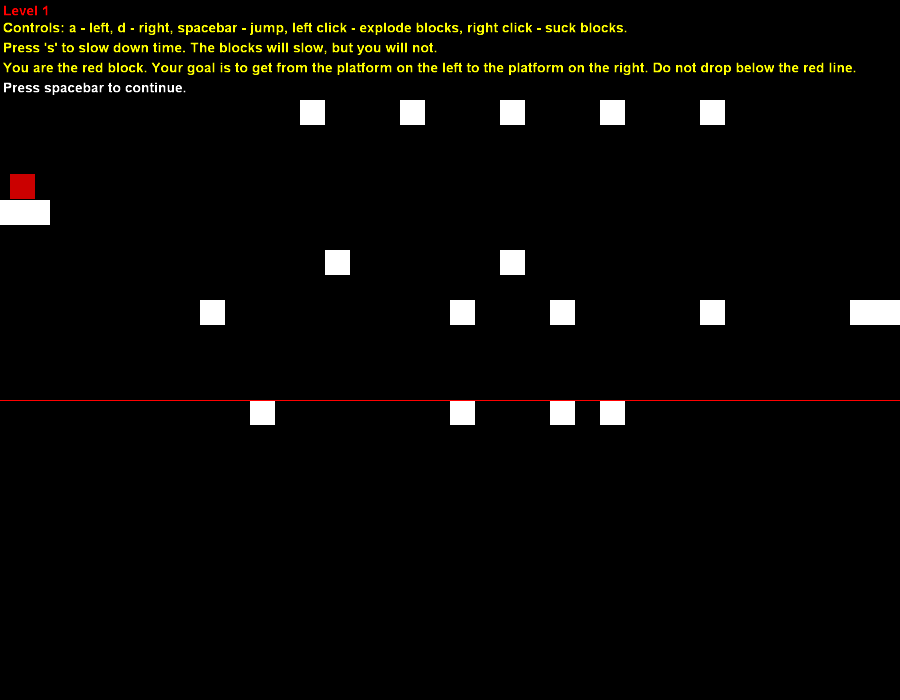 Level 1
Controls: a - left, d - right, spacebar - jump, left click - explode blocks, right click - suck blocks.
Press 's' to slow down time. The blocks will slow, but you will not.
You are the red block. Your goal is to get from the platform on the left to the platform on the right. Do not drop below the red line.
Press spacebar to continue.